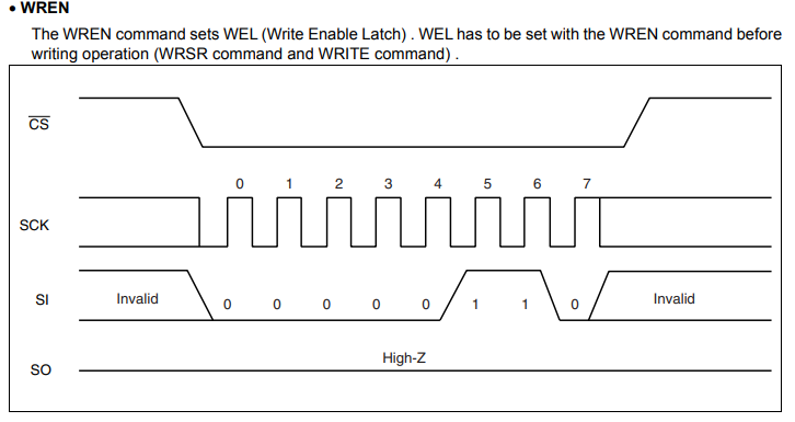 • WREN
The WREN command sets WEL (Write Enable Latch) . WEL has to be set with the WREN command before
writing operation (WRSR command and WRITE command) .
CS
0 1 2 3 4 5 6 7
SCK
SI
Invalid
0 0 0 0 0 1 1 0
Invalid
High-Z
SO